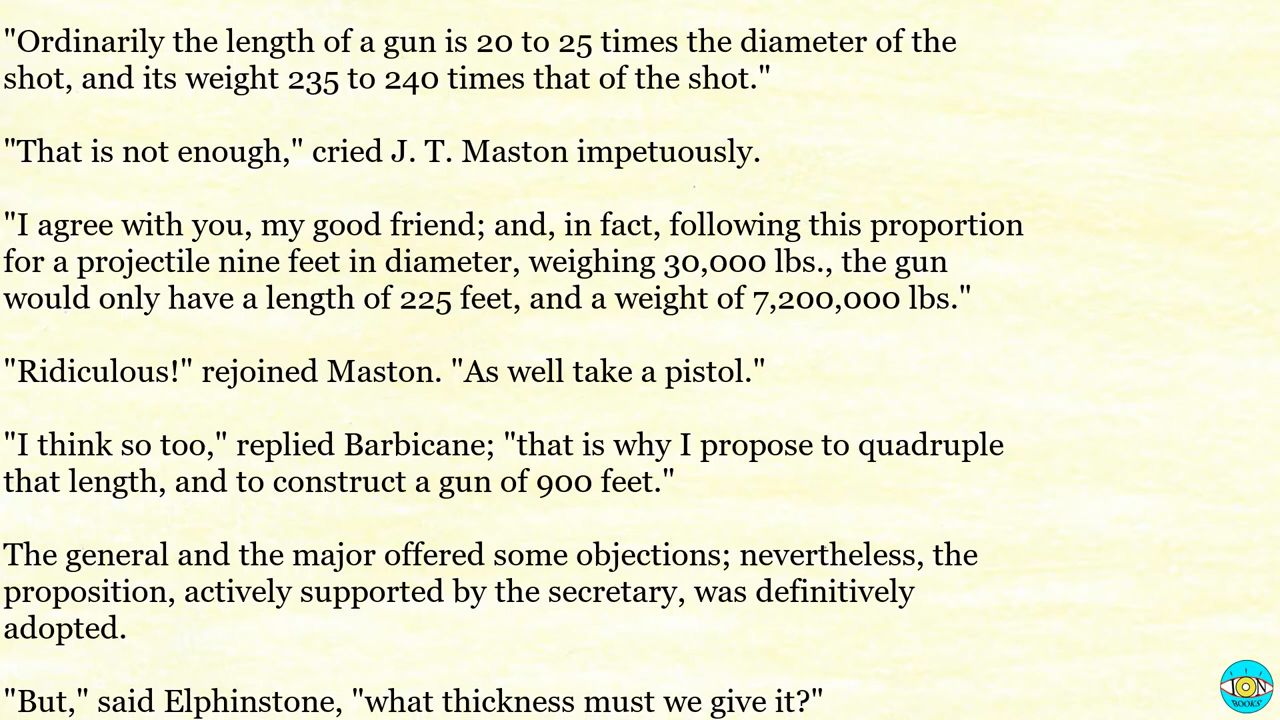 "Ordinarily the length of a gun is 20 to 25 times the diameter of the
shot, and its weight 235 to 240 times that of the shot."
"That is not enough," cried J. T. Maston impetuously.
"I agree with you, my good friend; and, in fact, following this proportion
for a projectile nine feet in diameter, weighing 30,000 lbs., the gun
would only have a length of 225 feet, and a weight of 7,200,000 lbs."
"Ridiculous!" rejoined Maston. "As well take a pistol."
"I think so too," replied Barbicane; "that is why I propose to quadruple
that length, and to construct a gun of 900 feet."
The general and the major offered some objections; nevertheless, the
proposition, actively supported by the secretary, was definitively
adopted.
"But," said Elphinstone, "what thickness must we give it?"
ION
BOOKS